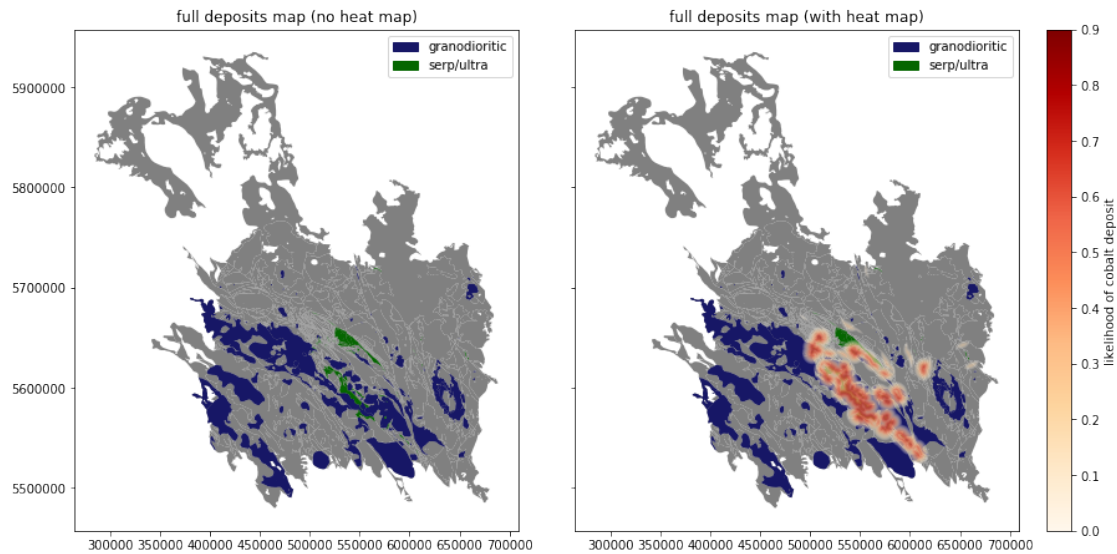 full deposits map (no heat map)
granodioritic
serp/ultra
5900000
5800000
5700000
5600000
5500000
300000 350000 400000 450000 500000 550000 600000 650000 700000
full deposits map (with heat map)
granodioritic
serp/ultra
300000 350000 400000 450000 500000 550000 600000 650000 700000
0.9
0.8
0.7
0.6
0.5
0.4
0.3
0.2
0.1
0.0
likelihood of cobalt deposit